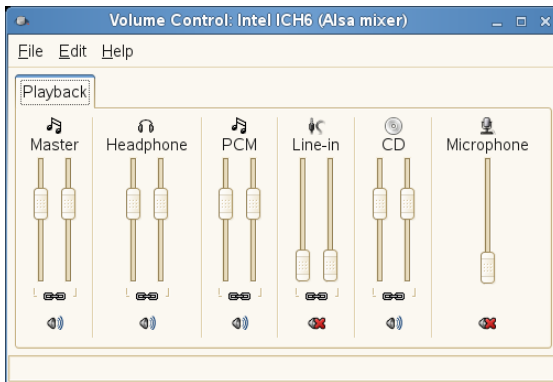 Volume Control: Intel ICH6 (Alsa mixer)
File Edit Help
Playback
Master Headphone PCM Line-in CD Microphone